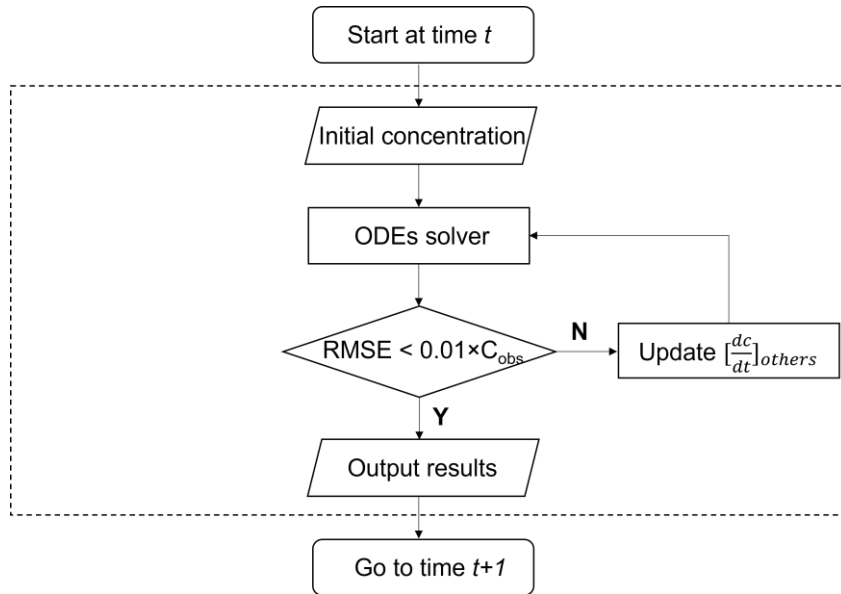 Start at time t
Initial concentration
ODEs solver
RMSE < 0.01×C_obs
N
Update [dc/dt]_others
Y
Output results
Go to time t+1